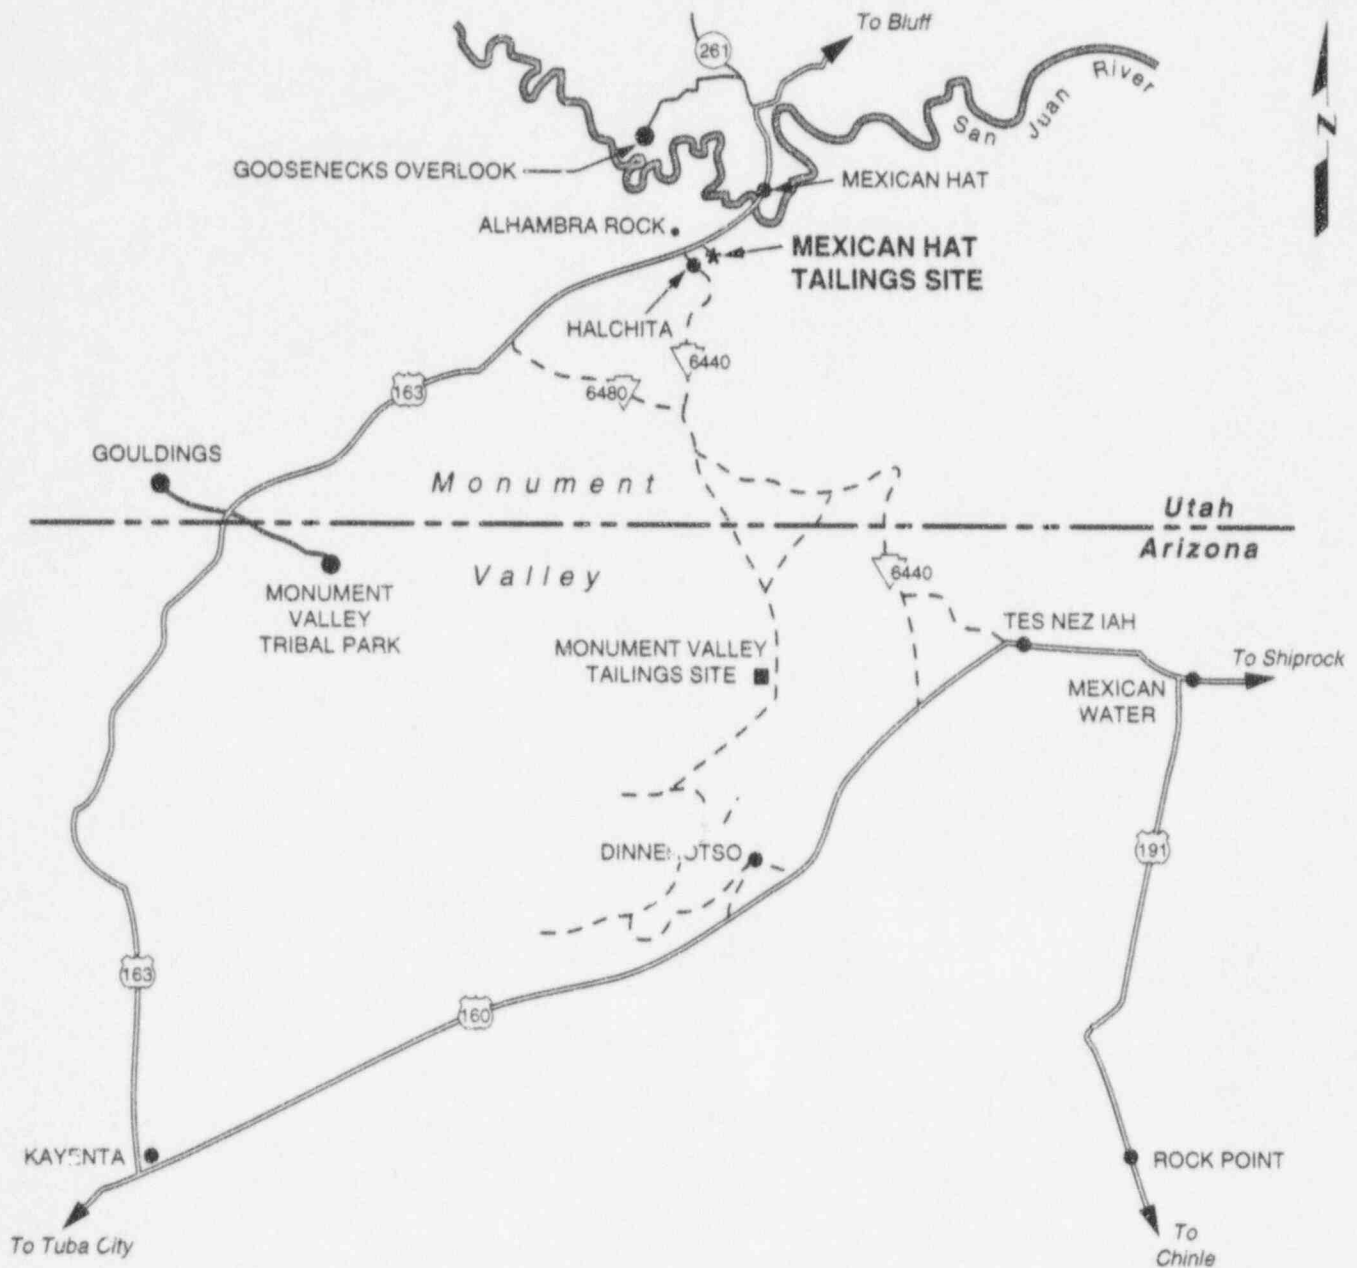 To Bluff
261
San Juan River
N
GOOSENECKS OVERLOOK
MEXICAN HAT
ALHAMBRA ROCK
MEXICAN HAT
TAILINGS SITE
HALCHITA
6440
163
6480
GOULDINGS
Monument
Utah
Arizona
Valley
6440
MONUMENT
VALLEY
TRIBAL PARK
TES NEZ IAH
MONUMENT VALLEY
TAILINGS SITE
To Shiprock
MEXICAN
WATER
191
163
160
KAYENTA
ROCK POINT
To Tuba City
To
Chinle